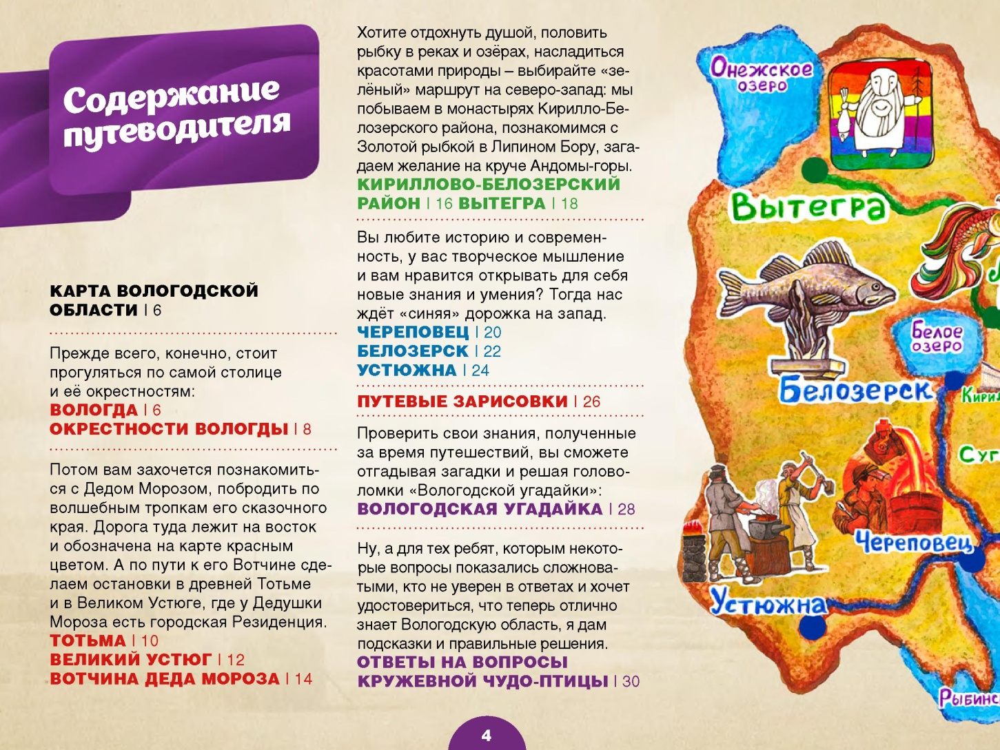 Содержание
путеводителя
КАРТА ВОЛОГОДСКОЙ
ОБЛАСТИ | 6
Прежде всего, конечно, стоит
прогуляться по самой столице
и её окрестностям:
ВОЛОГДА | 6
ОКРЕСТНОСТИ ВОЛОГДЫ | 8
Потом вам захочется познакомить-
ся с Дедом Морозом, побродить по
волшебным тропкам его сказочного
края. Дорога туда лежит на восток
и обозначена на карте красным
цветом. А по пути к его Вотчине сде-
лаем остановки в древней Тотьме
и в Великом Устюге, где у Дедушки
Мороза есть городская Резиденция.
ТОТЬМА | 10
ВЕЛИКИЙ УСТЮГ | 12
ВОТЧИНА ДЕДА МОРОЗА | 14
Хотите отдохнуть душой, половить
рыбку в реках и озёрах, насладиться
красотами природы – выбирайте «зе-
лёный» маршрут на северо-запад: мы
побываем в монастырях Кирилло-Бе-
лозерского района, познакомимся с
Золотой рыбкой в Липином Бору, зага-
даем желание на круче Андомы-горы.
КИРИЛЛОВО-БЕЛОЗЕРСКИЙ
РАЙОН | 16 ВЫТЕГРА | 18
Вы любите историю и современ-
ность, у вас творческое мышление
и вам нравится открывать для себя
новые знания и умения? Тогда нас
ждёт «синяя» дорожка на запад.
ЧЕРЕПОВЕЦ | 20
БЕЛОЗЕРСК | 22
УСТЮЖНА | 24
ПУТЕВЫЕ ЗАРИСОВКИ | 26
Проверить свои знания, полученные
за время путешествий, вы сможете
отгадывая загадки и решая голово-
ломки «Вологодской угадайки»:
ВОЛОГОДСКАЯ УГАДАЙКА | 28
Ну, а для тех ребят, которым некото-
рые вопросы показались сложнова-
тыми, кто не уверен в ответах и хочет
удостовериться, что теперь отлично
знает Вологодскую область, я дам
подсказки и правильные решения.
ОТВЕТЫ НА ВОПРОСЫ
КРУЖЕВНОЙ ЧУДО-ПТИЦЫ | 30
4
Онежское
озеро
Вытегра
Белое
озеро
Белозерск
Кирил
Суг
Череповец
Устюжна
Рыбинс